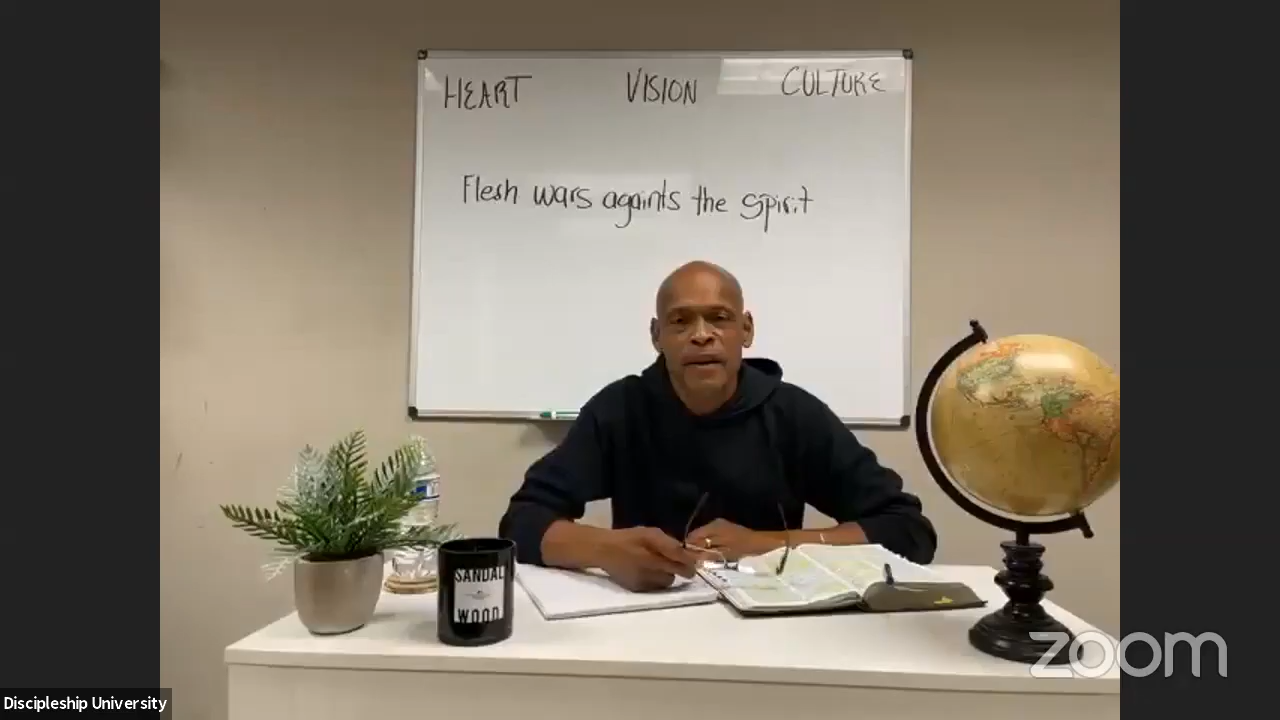 HEART VISION CULTURE
Flesh wars againts the spirit
SANDAL
WOOD
zoom
Discipleship University